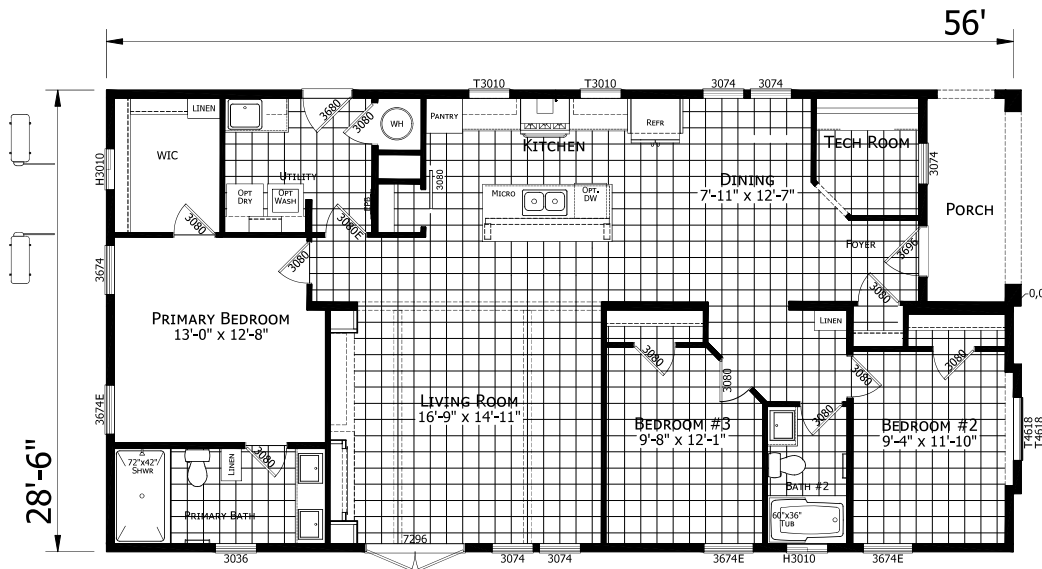 56'
T3010
T3010
3074
3074
LINEN
3680
3080
WH
PANTRY
REFR
KITCHEN
TECH ROOM
3074
WIC
H3010
UTILITY
3080
MICRO
OPT. DW
DINING
7'-11" x 12'-7"
OPT DRY
OPT WASH
EPB
PORCH
3080
3080E
FOYER
3696
3080
3674
3080
0,0
PRIMARY BEDROOM
13'-0" x 12'-8"
LINEN
3080
3080
3080
3080
3674E
LIVING ROOM
16'-9" x 14'-11"
BEDROOM #3
9'-8" x 12'-1"
3080
BEDROOM #2
9'-4" x 11'-10"
T4618
T4618
28'-6"
72"x42" SHWR
LINEN
3080
BATH #2
PRIMARY BATH
60"x36" TUB
3036
7296
3074
3074
3674E
H3010
3674E